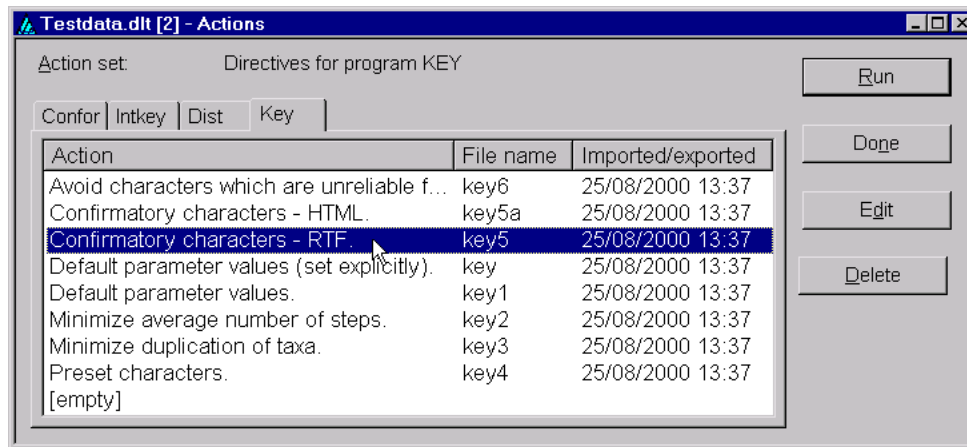 Testdata.dlt [2] - Actions
Action set: Directives for program KEY
Run
Confor Intkey Dist Key
Done
Action File name Imported/exported
Avoid characters which are unreliable f... key6 25/08/2000 13:37
Edit
Confirmatory characters - HTML. key5a 25/08/2000 13:37
Confirmatory characters - RTF. key5 25/08/2000 13:37
Default parameter values (set explicitly). key 25/08/2000 13:37
Delete
Default parameter values. key1 25/08/2000 13:37
Minimize average number of steps. key2 25/08/2000 13:37
Minimize duplication of taxa. key3 25/08/2000 13:37
Preset characters. key4 25/08/2000 13:37
[empty]